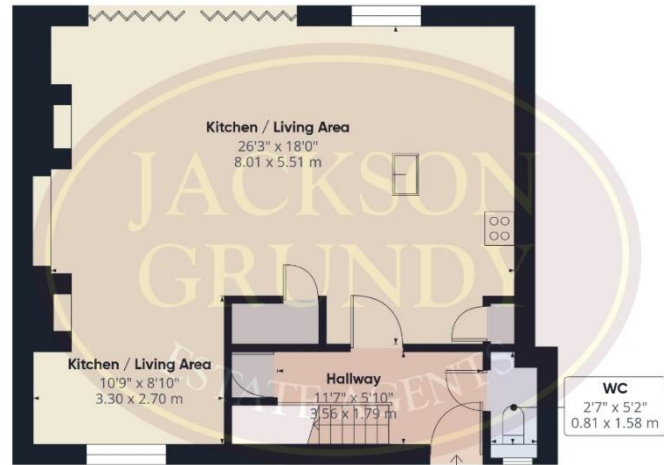 Kitchen / Living Area
26'3" x 18'0"
8.01 x 5.51 m
JACKSON
GRUNDY
ESTATE AGENTS
Kitchen / Living Area
10'9" x 8'10"
3.30 x 2.70 m
Hallway
11'7" x 5'10"
3.56 x 1.79 m
WC
2'7" x 5'2"
0.81 x 1.58 m